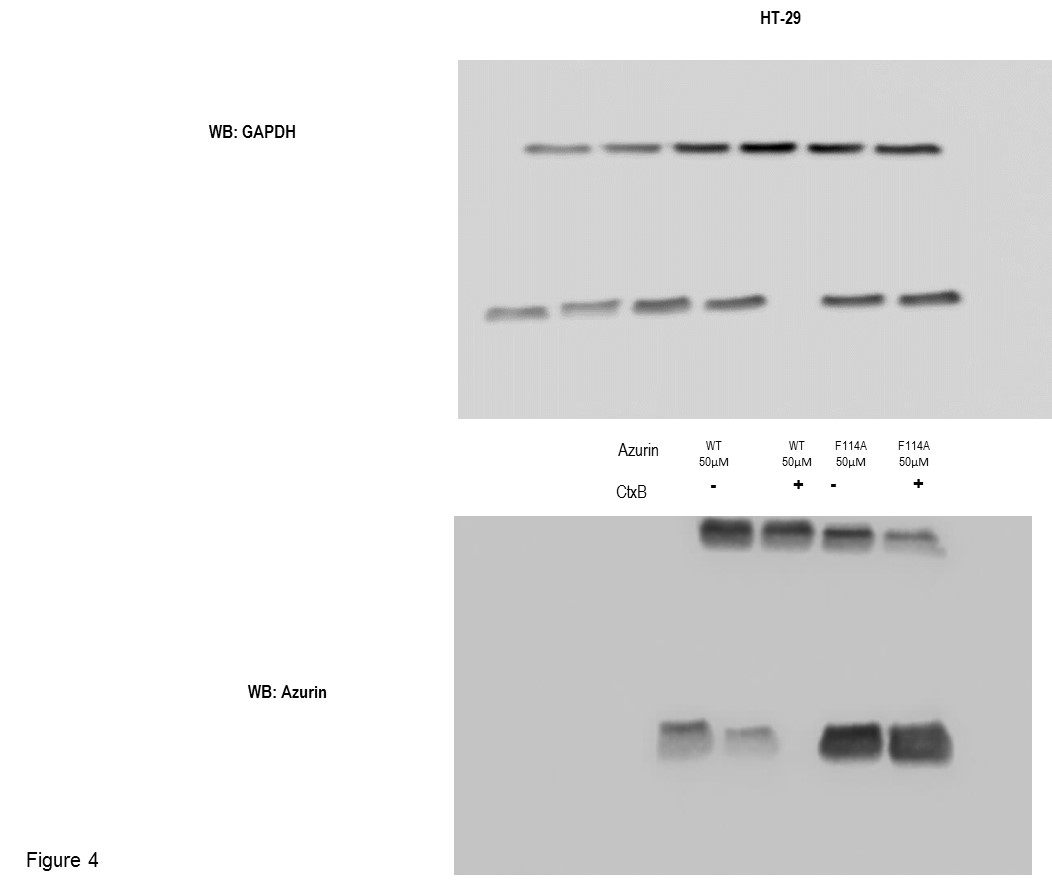 HT-29
WB: GAPDH
Azurin
WT WT F114A F114A
50µM 50µM 50µM 50µM
CtxB - + - +
WB: Azurin
Figure 4